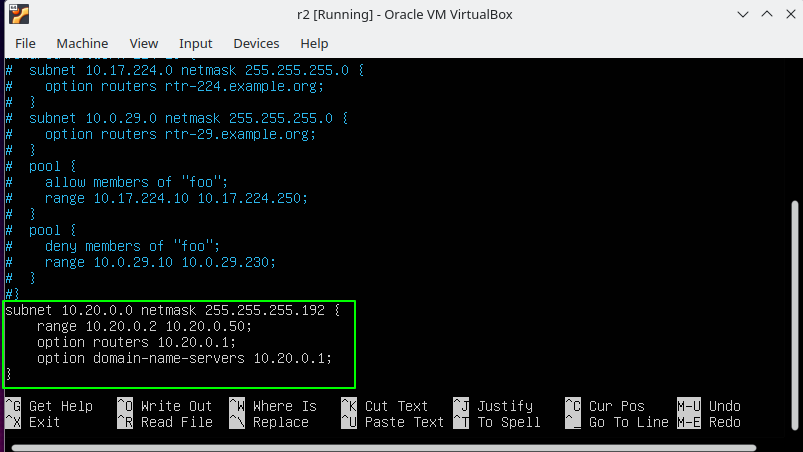 r2 [Running] - Oracle VM VirtualBox
File Machine View Input Devices Help
#  subnet 10.17.224.0 netmask 255.255.255.0 {
#    option routers rtr-224.example.org;
#  }
#  subnet 10.0.29.0 netmask 255.255.255.0 {
#    option routers rtr-29.example.org;
#  }
#  pool {
#    allow members of "foo";
#    range 10.17.224.10 10.17.224.250;
#  }
#  pool {
#    deny members of "foo";
#    range 10.0.29.10 10.0.29.230;
#  }
#}
subnet 10.20.0.0 netmask 255.255.255.192 {
    range 10.20.0.2 10.20.0.50;
    option routers 10.20.0.1;
    option domain-name-servers 10.20.0.1;
}
^G Get Help ^O Write Out ^W Where Is ^K Cut Text ^J Justify ^C Cur Pos M-U Undo
^X Exit ^R Read File ^\ Replace ^U Paste Text ^T To Spell ^_ Go To Line M-E Redo